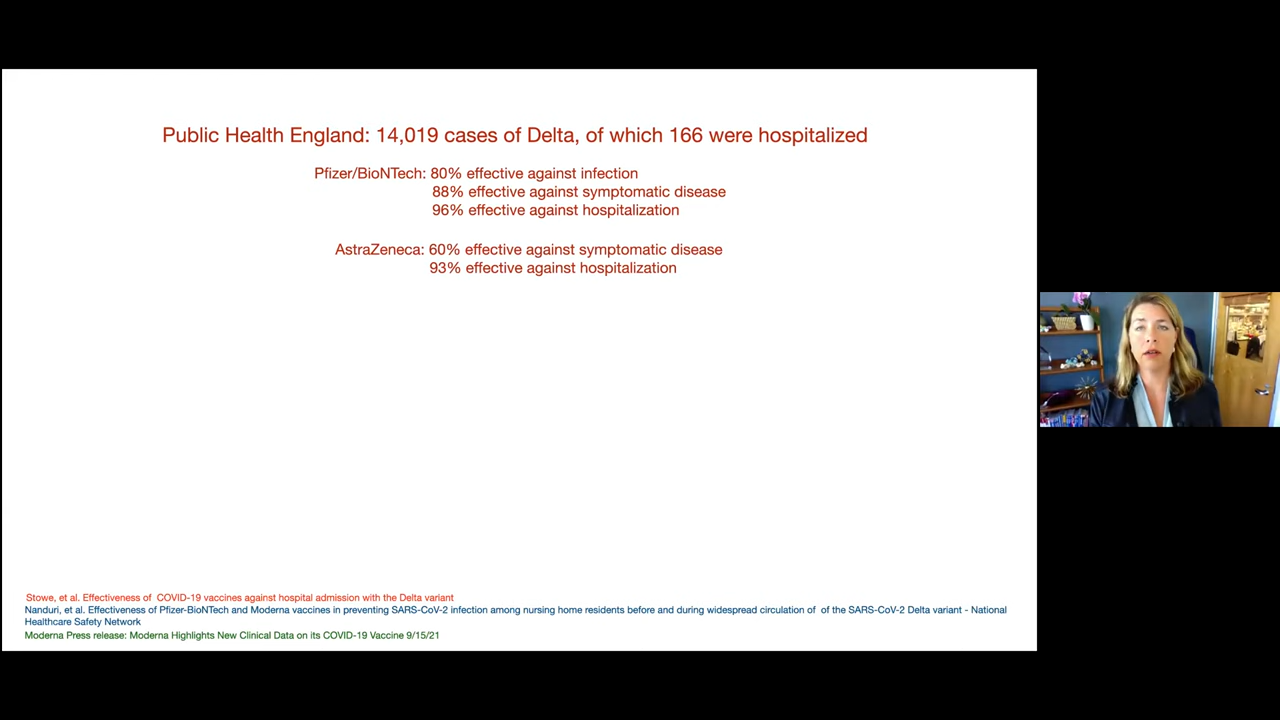 Public Health England: 14,019 cases of Delta, of which 166 were hospitalized
Pfizer/BioNTech: 80% effective against infection
88% effective against symptomatic disease
96% effective against hospitalization
AstraZeneca: 60% effective against symptomatic disease
93% effective against hospitalization
Stowe, et al. Effectiveness of COVID-19 vaccines against hospital admission with the Delta variant
Nanduri, et al. Effectiveness of Pfizer-BioNTech and Moderna vaccines in preventing SARS-CoV-2 infection among nursing home residents before and during widespread circulation of of the SARS-CoV-2 Delta variant - National
Healthcare Safety Network
Moderna Press release: Moderna Highlights New Clinical Data on its COVID-19 Vaccine 9/15/21